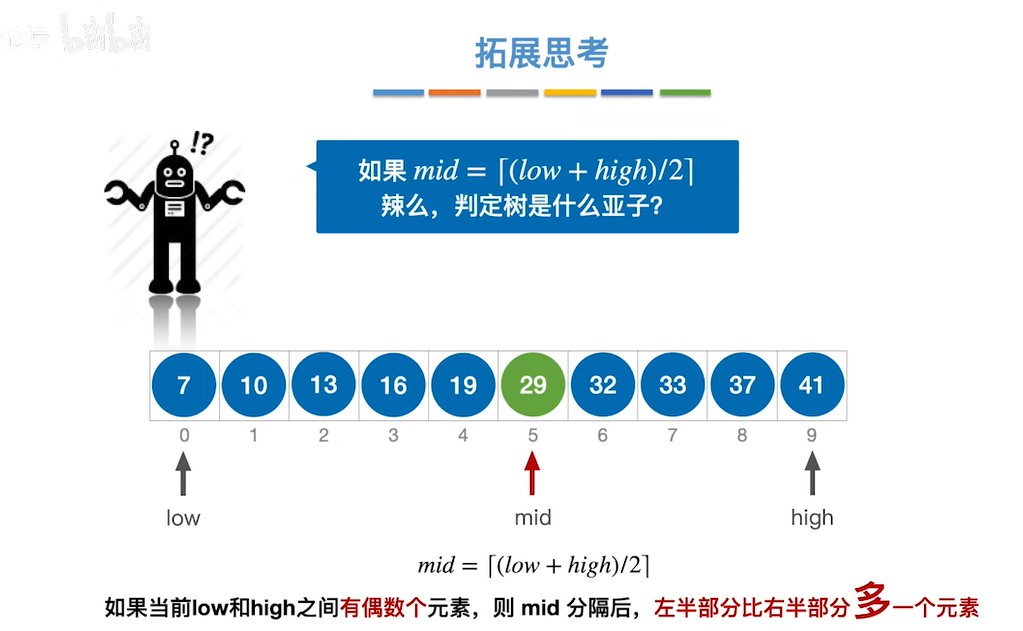 bilibili
拓展思考
!?
如果 mid = ⌈(low + high)/2⌉
辣么，判定树是什么亚子？
7 10 13 16 19 29 32 33 37 41
0 1 2 3 4 5 6 7 8 9
low mid high
mid = ⌈(low + high)/2⌉
如果当前low和high之间有偶数个元素，则 mid 分隔后，左半部分比右半部分多一个元素